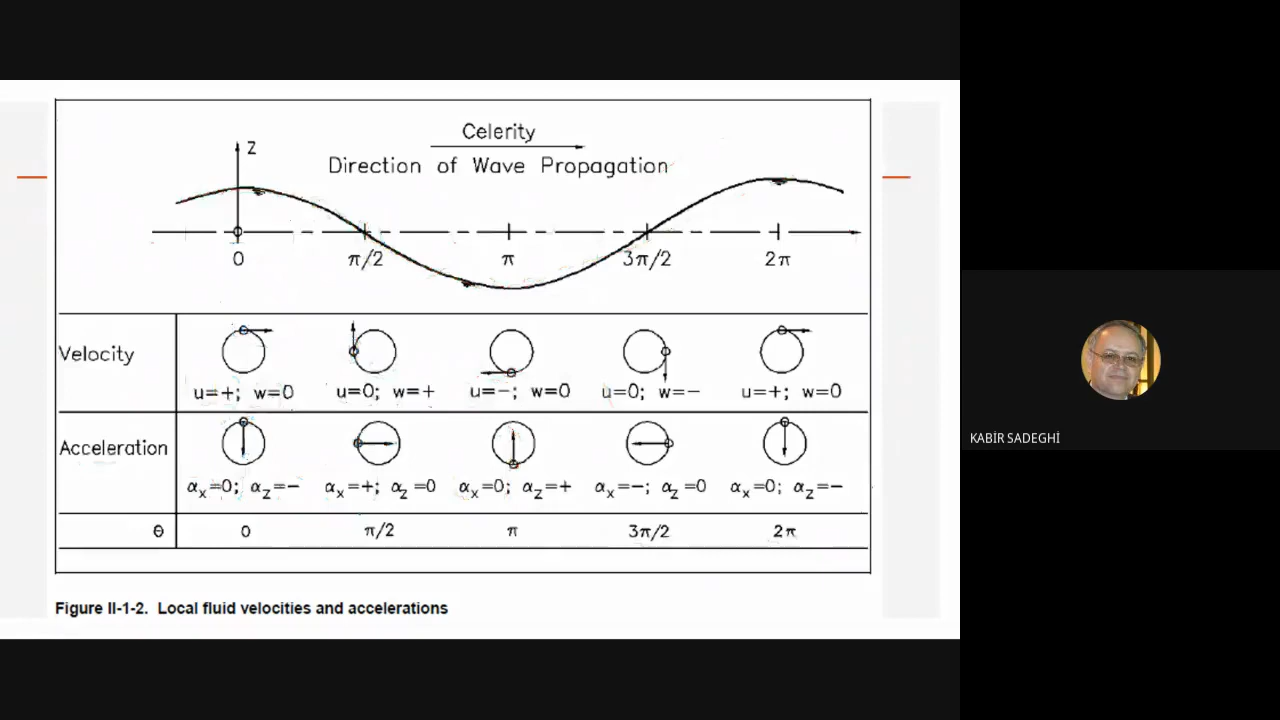 Celerity
Z
Direction of Wave Propagation
0 π/2 π 3π/2 2π
Velocity
u=+; w=0 u=0; w=+ u=-; w=0 u=0; w=- u=+; w=0
Acceleration
αx=0; αz=- αx=+; αz=0 αx=0; αz=+ αx=-; αz=0 αx=0; αz=-
θ 0 π/2 π 3π/2 2π
Figure II-1-2. Local fluid velocities and accelerations
KABİR SADEGHİ